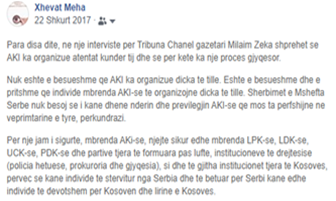 Xhevat Meha
22 Shkurt 2017
Para disa dite, ne nje interviste per Tribuna Chanel gazetari Milaim Zeka shprehet se
AKI ka organizue atentat kunder tij dhe se per kete ka nje proces gjyqesor.
Nuk eshte e besueshme qe AKI ka organizue dicka te tille. Eshte e besueshme dhe e
pritshme qe individe mbrenda AKI-se te organizojne dicka te tille. Sherbimet e Mshefta
Serbe nuk besoj se i kane dhene nderin dhe previlegjin AKI-se qe mos ta perfshijne ne
veprimtarine e tyre, perkundrazi.
Per nje jam i sigurte, mbrenda AKi-se, njejte sikur edhe mbrenda LPK-se, LDK-se,
UCK-se, PDK-se dhe partive tjera te formuara pas lufte, institucioneve te drejtesise
(policia hetuese, prokuroria dhe gjyqesia), si dhe te gjitha institucionet tjera te Kosoves,
pervec se kane individe te stervitur nga Serbia dhe te betuar per Serbi kane edhe
individe te devotshem per Kosoven dhe lirine e Kosoves.